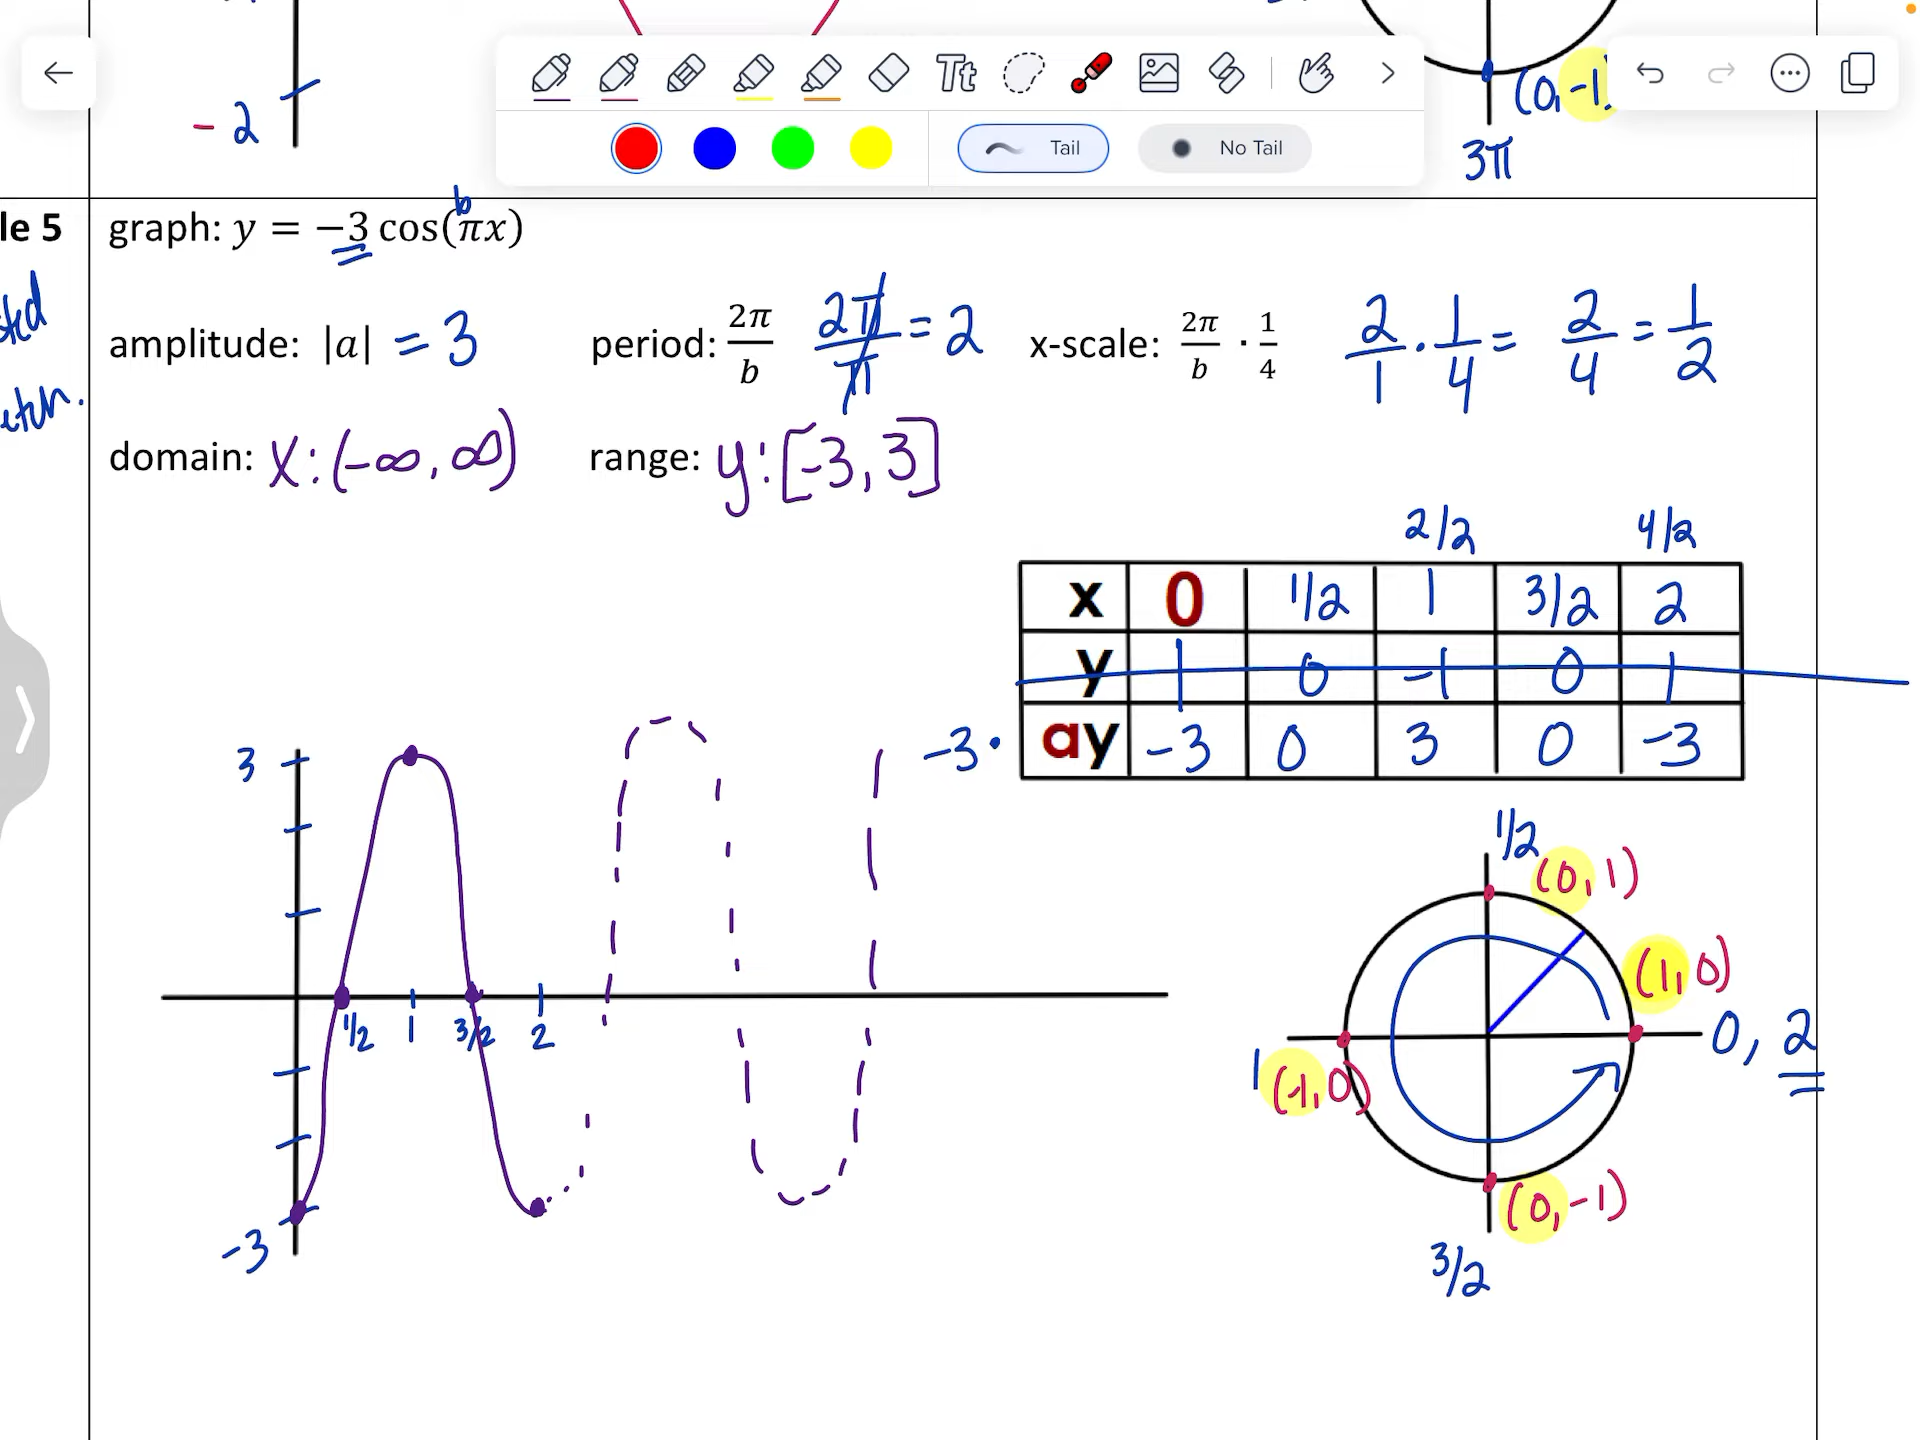 - 2
Tt
Tail No Tail
(0,-1)
3π
le 5 graph: y = −3 cos(πx)
b
amplitude: |a| = 3 period: 2π/b 2π/π = 2 x-scale: 2π/b · 1/4 2/1 · 1/4 = 2/4 = 1/2
domain: x:(-∞, ∞) range: y:[-3, 3]
2/2 4/2
x 0 1/2 1 3/2 2
y 1 0 -1 0 1
-3· ay -3 0 3 0 -3
3
1/2 1 3/2 2
-3
1/2
(0, 1)
(1, 0)
0, 2
1 (-1, 0)
(0, -1)
3/2